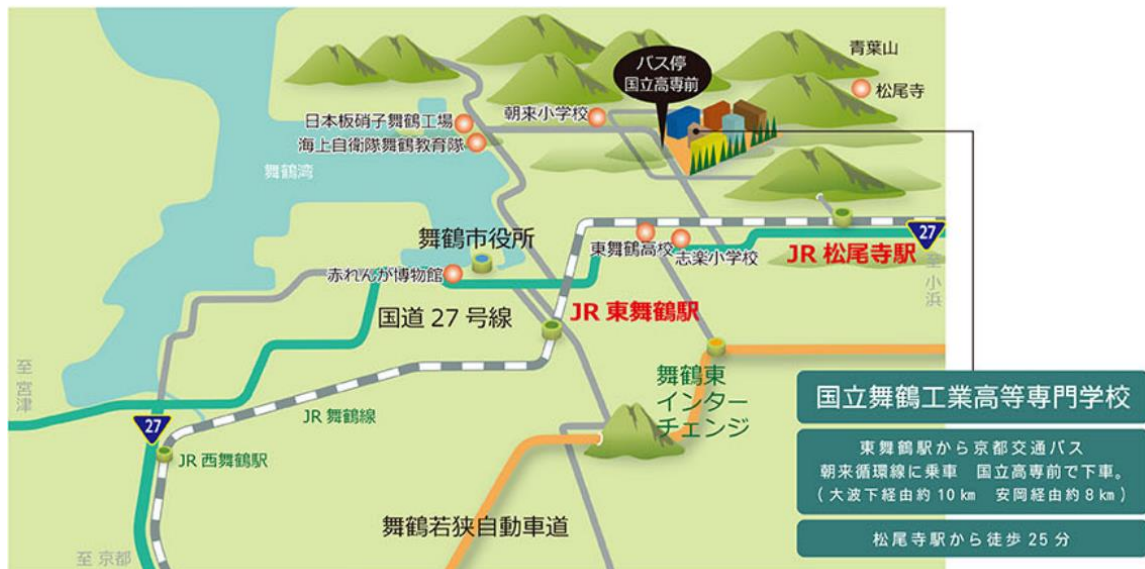 青葉山
バス停
国立高専前
松尾寺
朝来小学校
日本板硝子舞鶴工場
海上自衛隊舞鶴教育隊
舞鶴湾
舞鶴市役所
東舞鶴高校
志楽小学校
JR 松尾寺駅
27
至 小浜
赤れんが博物館
国道 27 号線
JR 東舞鶴駅
至 宮津
舞鶴東
インター
チェンジ
27
JR 舞鶴線
JR 西舞鶴駅
舞鶴若狭自動車道
至 京都
国立舞鶴工業高等専門学校
東舞鶴駅から京都交通バス
朝来循環線に乗車 国立高専前で下車。
(大波下経由約 10 ㎞ 安岡経由約 8 ㎞)
松尾寺駅から徒歩 25 分